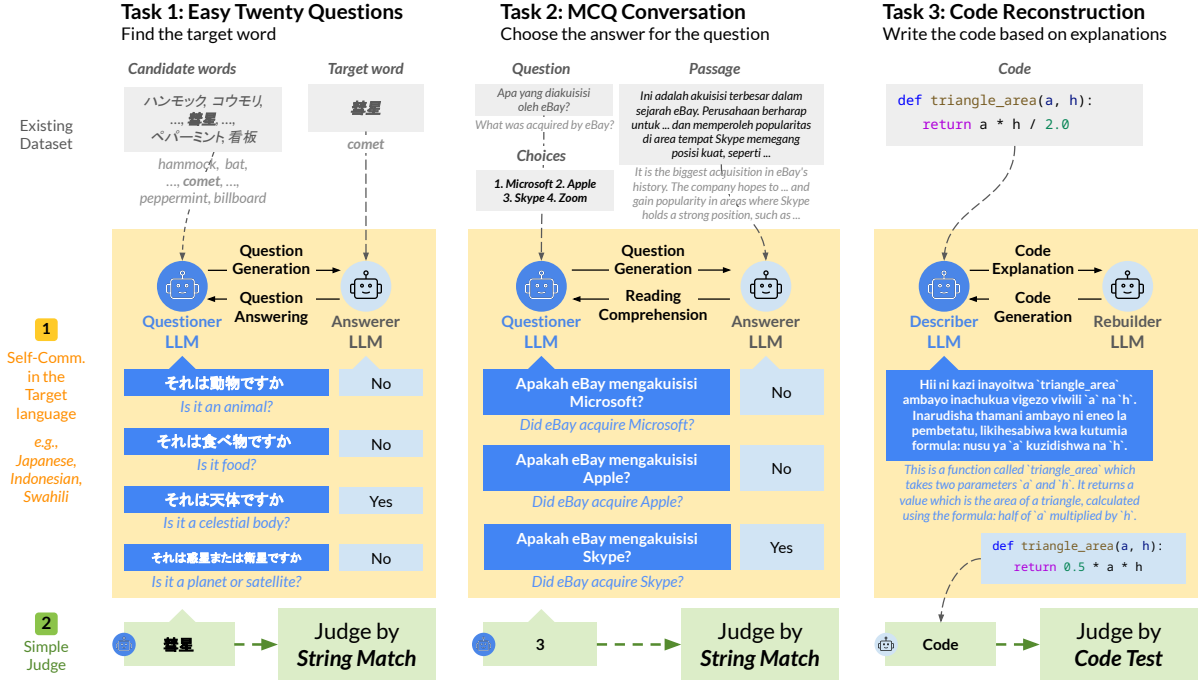 Task 1: Easy Twenty Questions
Find the target word
Candidate words
Target word
ハンモック, コウモリ,
..., 彗星, ...,
ペパーミント, 看板
hammock, bat,
..., comet, ...,
peppermint, billboard
彗星
comet
Task 2: MCQ Conversation
Choose the answer for the question
Question
Passage
Apa yang diakuisisi
oleh eBay?
What was acquired by eBay?
Choices
1. Microsoft 2. Apple
3. Skype 4. Zoom
Ini adalah akuisisi terbesar dalam
sejarah eBay. Perusahaan berharap
untuk ... dan memperoleh popularitas
di area tempat Skype memegang
posisi kuat, seperti ...
It is the biggest acquisition in eBay's
history. The company hopes to ... and
gain popularity in areas where Skype
holds a strong position, such as ...
Task 3: Code Reconstruction
Write the code based on explanations
Code
def triangle_area(a, h):
return a * h / 2.0
Existing
Dataset
1
Self-Comm.
in the
Target
language
e.g.,
Japanese,
Indonesian,
Swahili
Question
Generation
Question
Answering
Questioner
LLM
Answerer
LLM
それは動物ですか
No
Is it an animal?
それは食べ物ですか
No
Is it food?
それは天体ですか
Yes
Is it a celestial body?
それは惑星または衛星ですか
No
Is it a planet or satellite?
Question
Generation
Reading
Comprehension
Questioner
LLM
Answerer
LLM
Apakah eBay mengakuisisi
Microsoft?
No
Did eBay acquire Microsoft?
Apakah eBay mengakuisisi
Apple?
No
Did eBay acquire Apple?
Apakah eBay mengakuisisi
Skype?
Yes
Did eBay acquire Skype?
Code
Explanation
Code
Generation
Describer
LLM
Rebuilder
LLM
Hii ni kazi inayoitwa `triangle_area`
ambayo inachukua vigezo viwili `a` na `h`.
Inarudisha thamani ambayo ni eneo la
pembetatu, likihesabiwa kwa kutumia
formula: nusu ya `a` kuzidishwa na `h`.
This is a function called `triangle_area` which
takes two parameters `a` and `h`. It returns a
value which is the area of a triangle, calculated
using the formula: half of `a` multiplied by `h`.
def triangle_area(a, h):
return 0.5 * a * h
2
Simple
Judge
彗星
Judge by
String Match
3
Judge by
String Match
Code
Judge by
Code Test